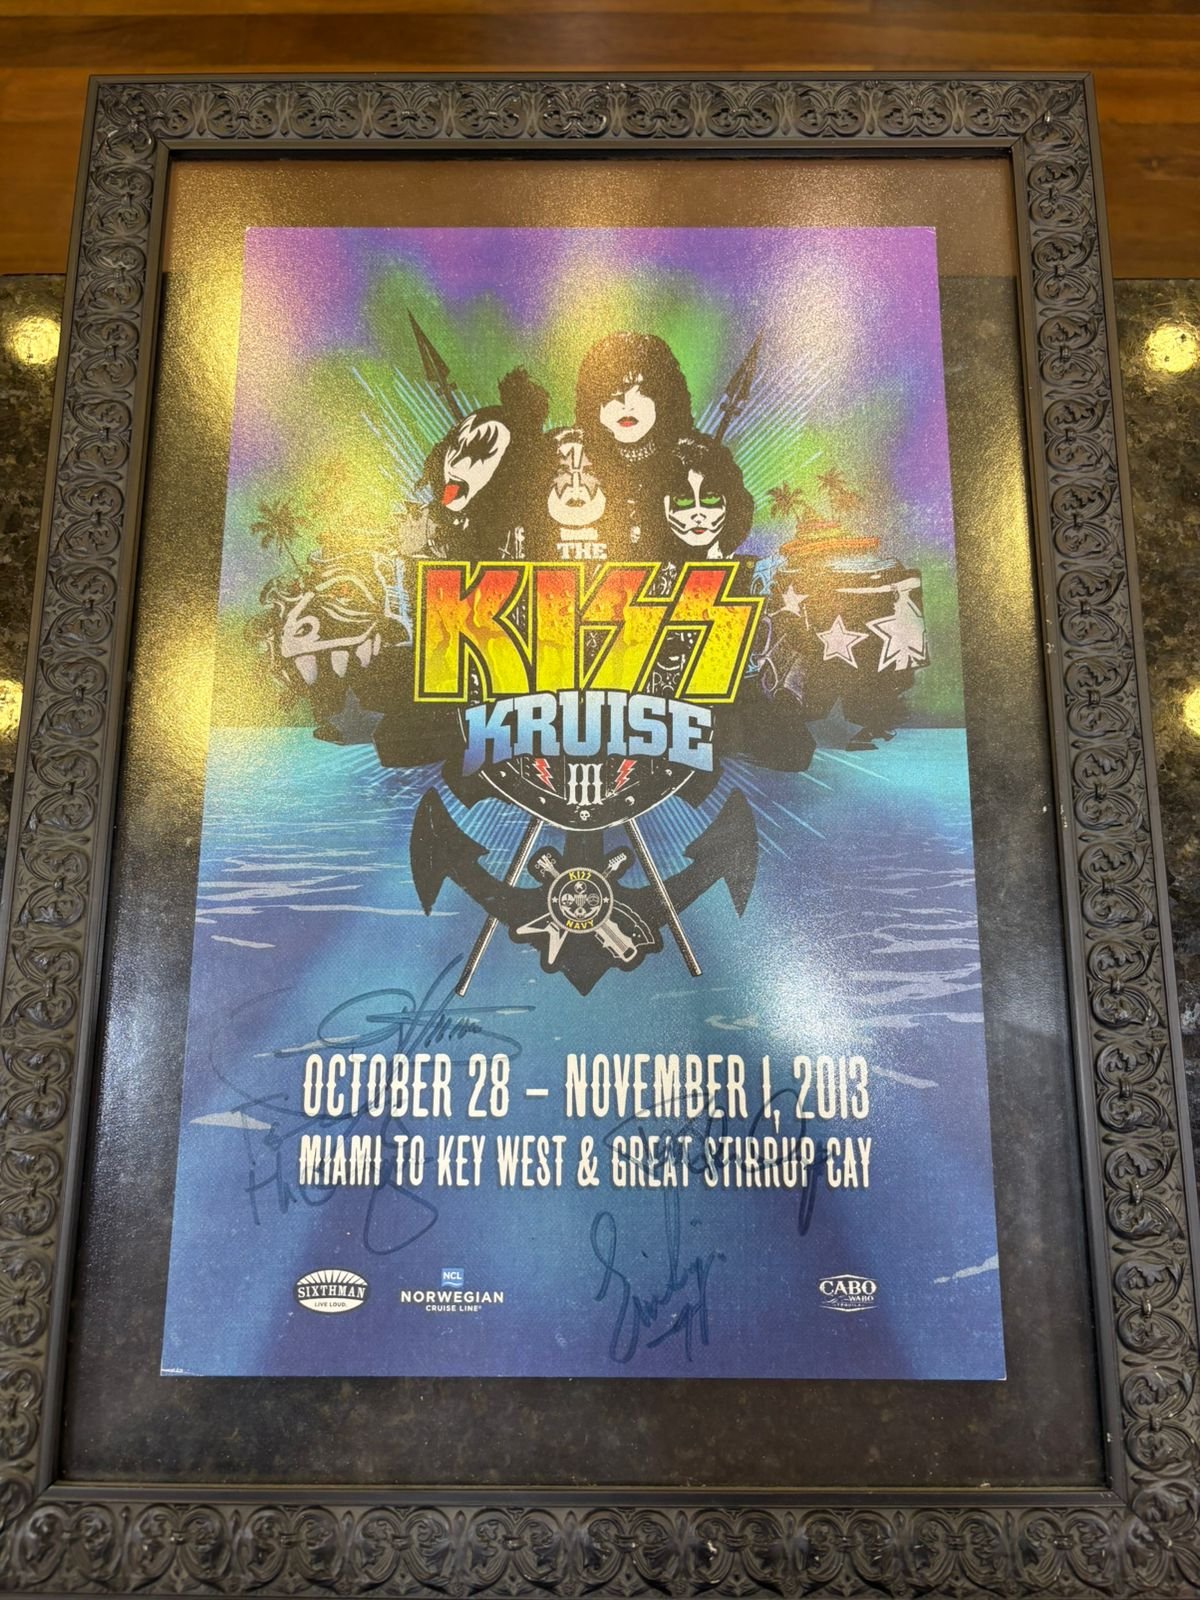 THE
KISS
KRUISE
III
KISS
NAVY
OCTOBER 28 – NOVEMBER 1, 2013
MIAMI TO KEY WEST & GREAT STIRRUP CAY
SIXTHMAN
LIVE LOUD.
NCL
NORWEGIAN
CRUISE LINE®
CABO
WABO
TEQUILA